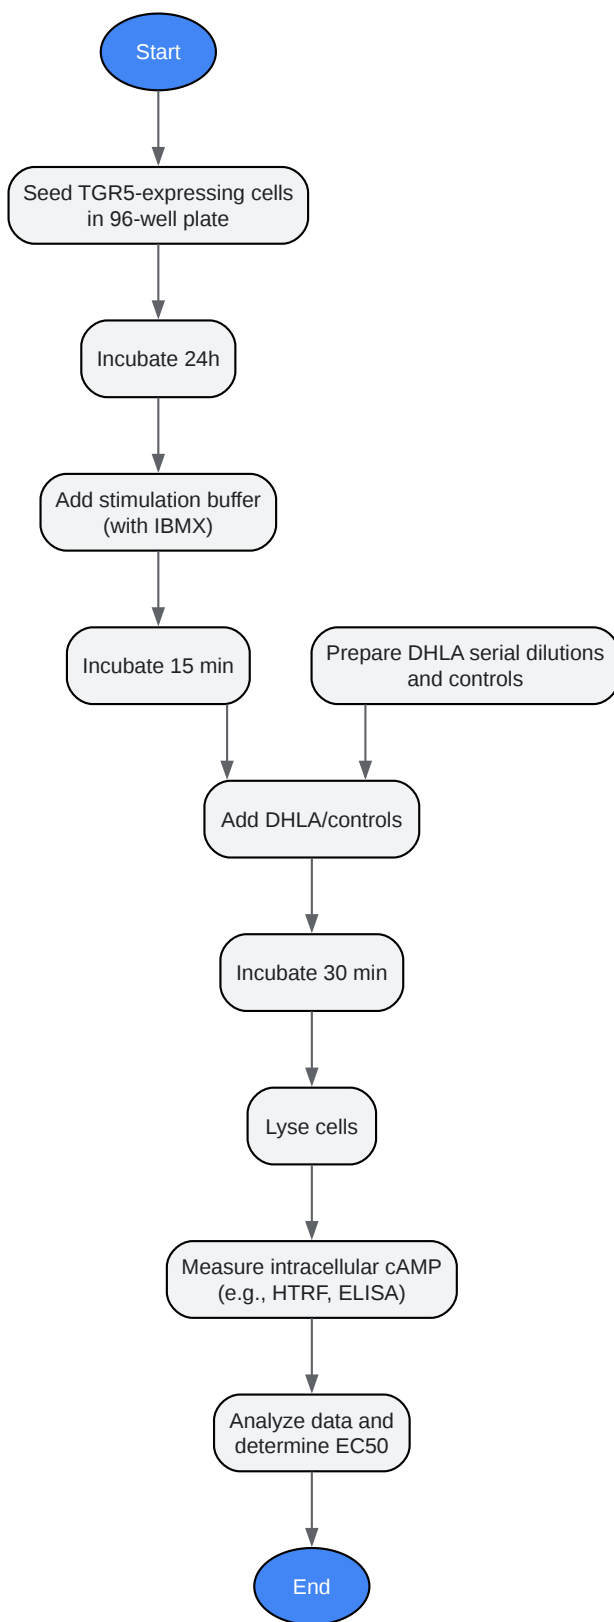 Start
Seed TGR5-expressing cells
in 96-well plate
Incubate 24h
Add stimulation buffer
(with IBMX)
Incubate 15 min
Prepare DHLA serial dilutions
and controls
Add DHLA/controls
Incubate 30 min
Lyse cells
Measure intracellular cAMP
(e.g., HTRF, ELISA)
Analyze data and
determine EC50
End